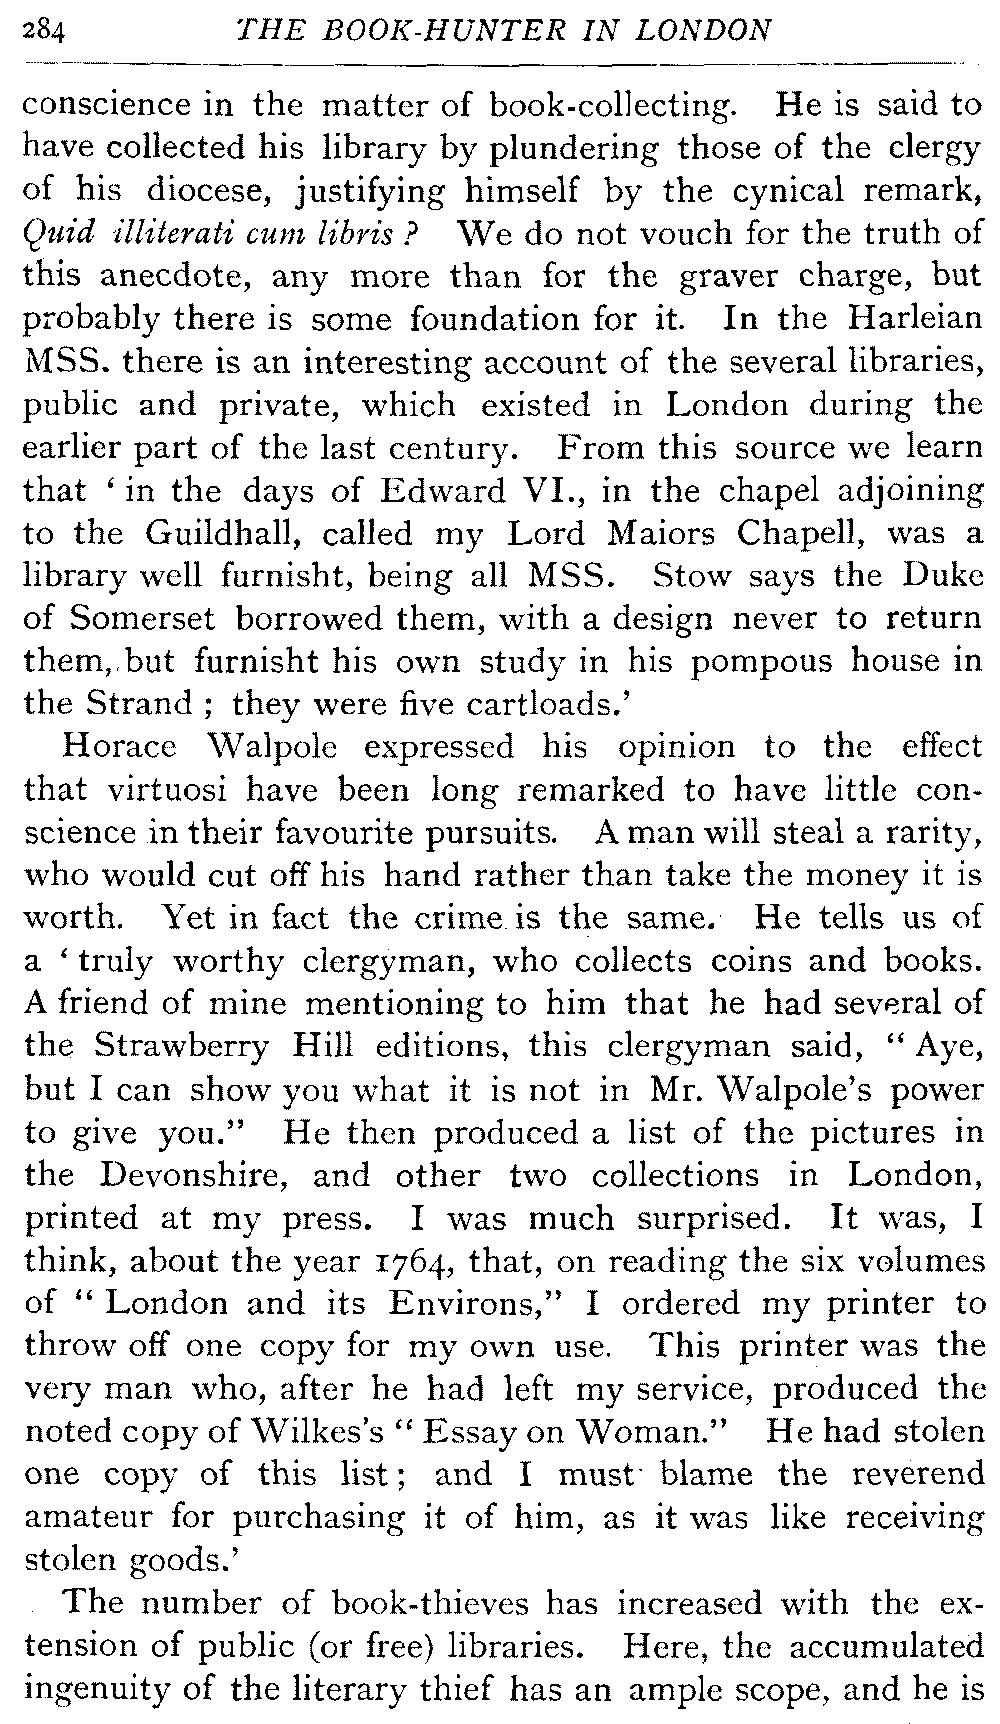 284 THE BOOK-HUNTER IN LONDON
conscience in the matter of book-collecting. He is said to
have collected his library by plundering those of the clergy
of his diocese, justifying himself by the cynical remark,
Quid illiterati cum libris ? We do not vouch for the truth of
this anecdote, any more than for the graver charge, but
probably there is some foundation for it. In the Harleian
MSS. there is an interesting account of the several libraries,
public and private, which existed in London during the
earlier part of the last century. From this source we learn
that ‘ in the days of Edward VI., in the chapel adjoining
to the Guildhall, called my Lord Maiors Chapell, was a
library well furnisht, being all MSS. Stow says the Duke
of Somerset borrowed them, with a design never to return
them, but furnisht his own study in his pompous house in
the Strand ; they were five cartloads.’
Horace Walpole expressed his opinion to the effect
that virtuosi have been long remarked to have little con-
science in their favourite pursuits. A man will steal a rarity,
who would cut off his hand rather than take the money it is
worth. Yet in fact the crime is the same. He tells us of
a ‘ truly worthy clergyman, who collects coins and books.
A friend of mine mentioning to him that he had several of
the Strawberry Hill editions, this clergyman said, “ Aye,
but I can show you what it is not in Mr. Walpole’s power
to give you.” He then produced a list of the pictures in
the Devonshire, and other two collections in London,
printed at my press. I was much surprised. It was, I
think, about the year 1764, that, on reading the six volumes
of “ London and its Environs,” I ordered my printer to
throw off one copy for my own use. This printer was the
very man who, after he had left my service, produced the
noted copy of Wilkes’s “ Essay on Woman.” He had stolen
one copy of this list ; and I must blame the reverend
amateur for purchasing it of him, as it was like receiving
stolen goods.’
The number of book-thieves has increased with the ex-
tension of public (or free) libraries. Here, the accumulated
ingenuity of the literary thief has an ample scope, and he is